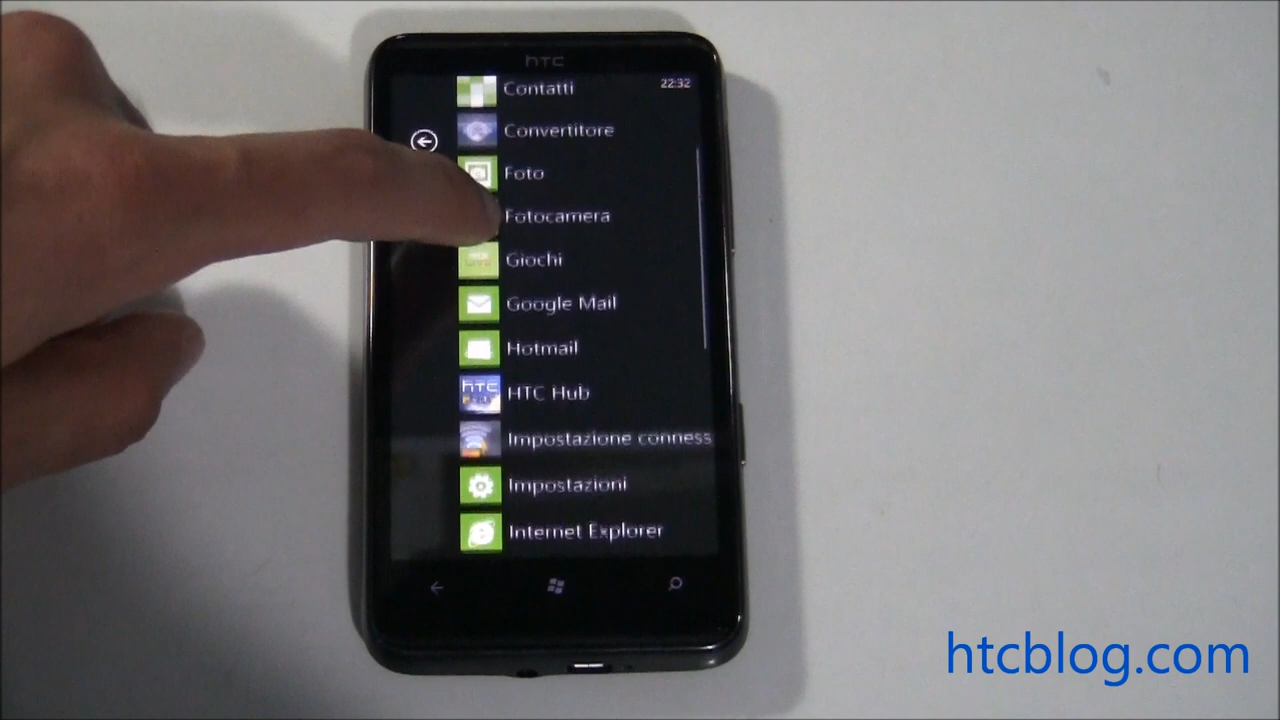 hTC
Contatti
22:32
Convertitore
Foto
Fotocamera
Giochi
Google Mail
Hotmail
hTC
HTC Hub
Impostazione conness
Impostazioni
Internet Explorer
htcblog.com